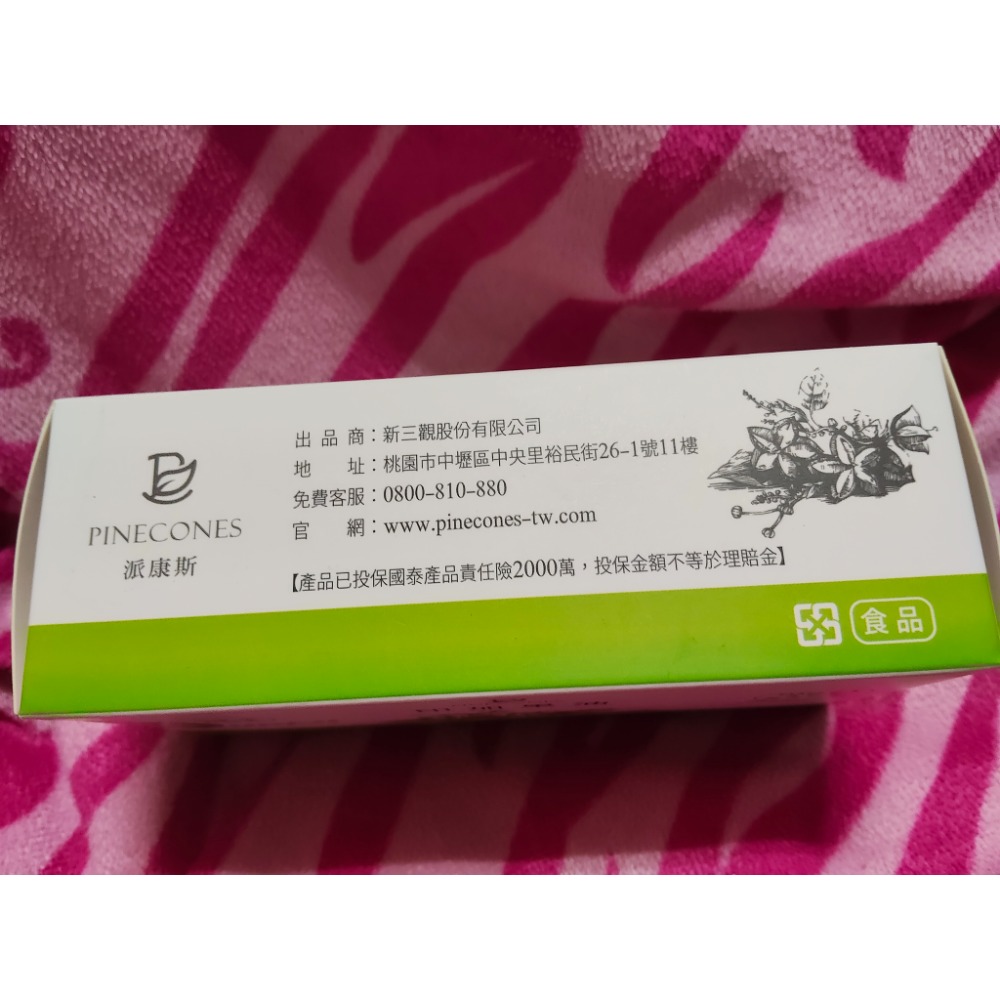 PINECONES
派康斯
出品商：新三觀股份有限公司
地　　址：桃園市中壢區中央里裕民街26-1號11樓
免費客服：0800-810-880
官　　網：www.pinecones-tw.com
【產品已投保國泰產品責任險2000萬，投保金額不等於理賠金】
食品